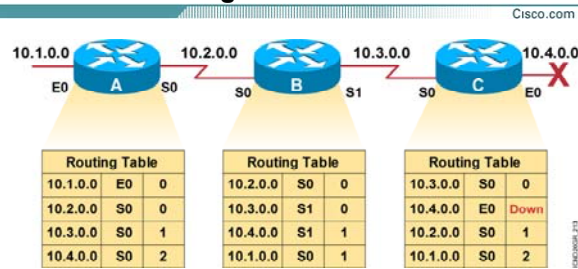 Cisco.com
10.1.0.0 10.2.0.0 10.3.0.0 10.4.0.0
X
E0 A S0 S0 B S1 S0 C E0
Routing Table Routing Table Routing Table
10.1.0.0 E0 0 10.2.0.0 S0 0 10.3.0.0 S0 0
10.2.0.0 S0 0 10.3.0.0 S1 0 10.4.0.0 E0 Down
10.3.0.0 S0 1 10.4.0.0 S1 1 10.2.0.0 S0 1
10.4.0.0 S0 2 10.1.0.0 S0 1 10.1.0.0 S0 2